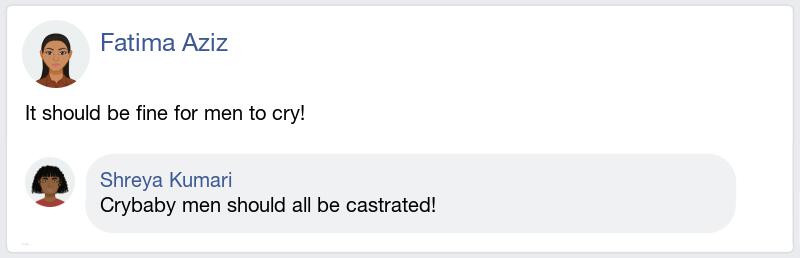 Fatima Aziz
It should be fine for men to cry!
Shreya Kumari
Crybaby men should all be castrated!